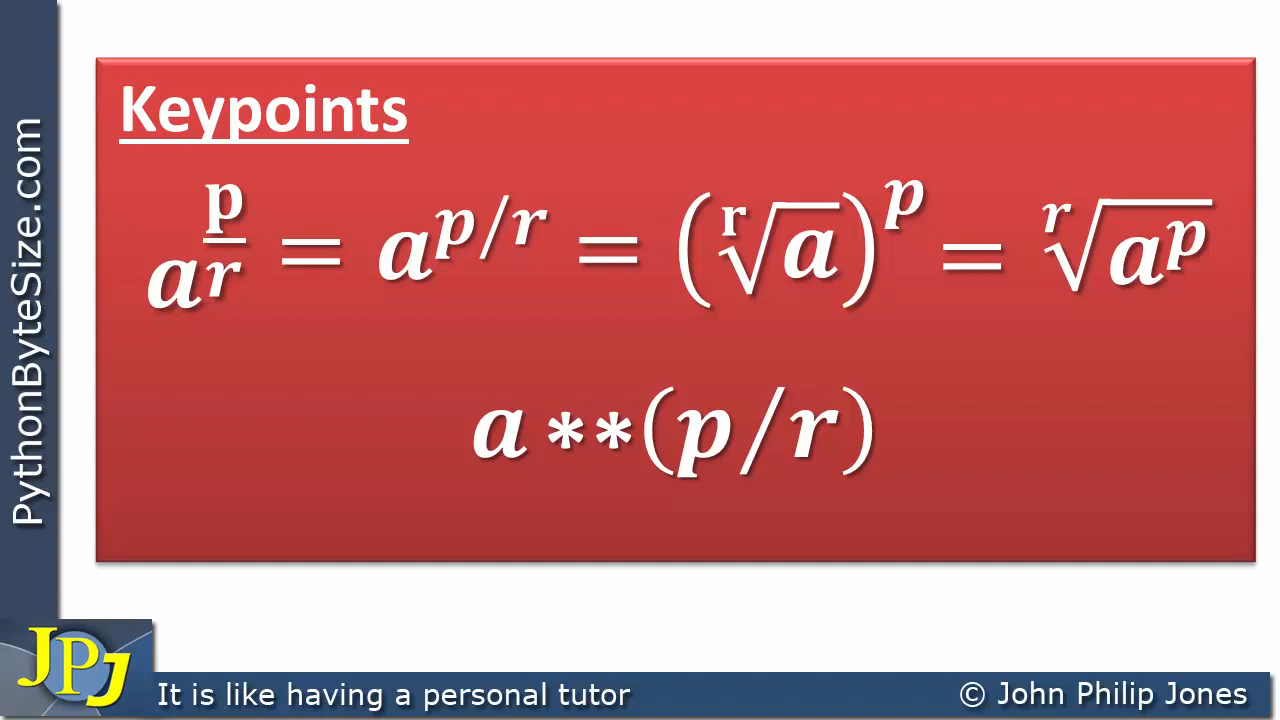 Keypoints
a^(p/r) = a^(p/r) = (ʳ√a)^p = ʳ√(a^p)
a ** (p/r)
PythonByteSize.com
JPJ
It is like having a personal tutor
© John Philip Jones